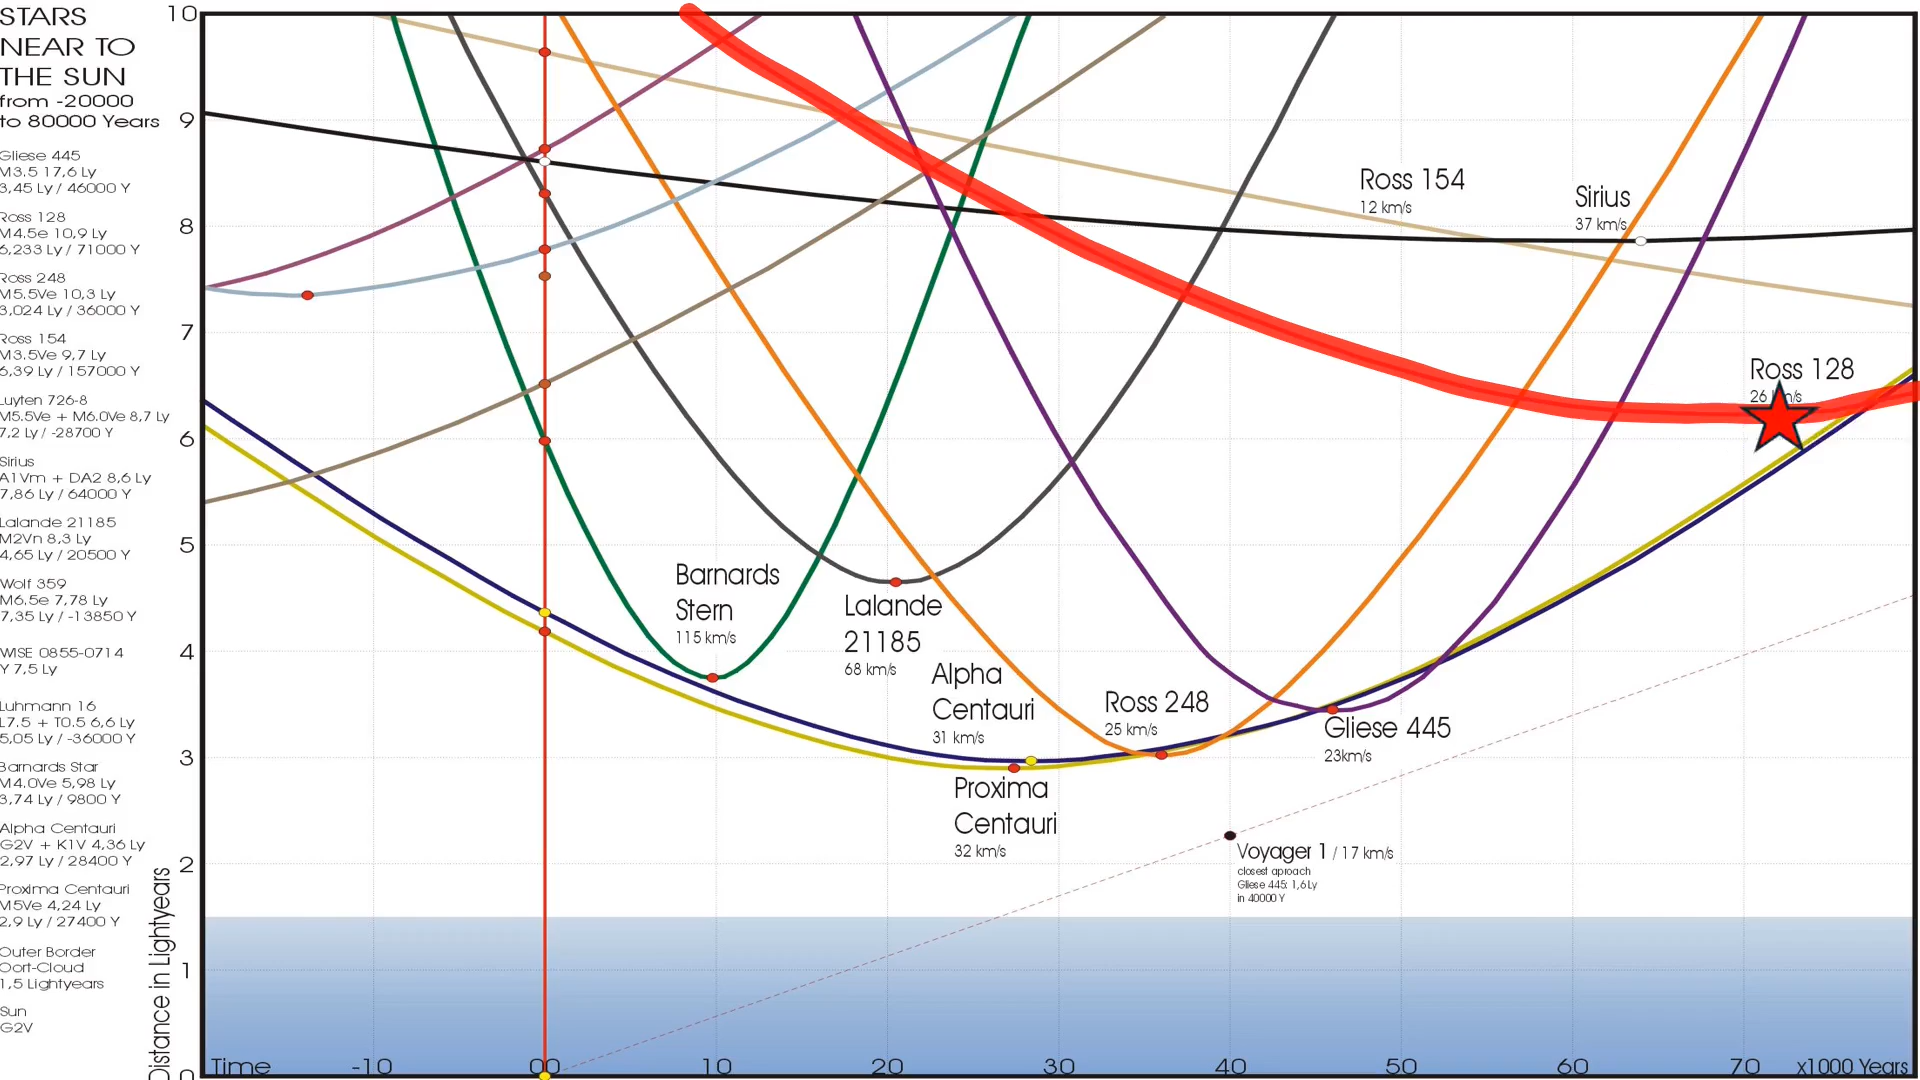 STARS
NEAR TO
THE SUN
from -20000
to 80000 Years
Gliese 445
M3.5 17,6 Ly
3,45 Ly / 46000 Y
Ross 128
M4.5e 10,9 Ly
6,233 Ly / 71000 Y
Ross 248
M5.5Ve 10,3 Ly
3,024 Ly / 36000 Y
Ross 154
M3.5Ve 9,7 Ly
6,39 Ly / 157000 Y
Luyten 726-8
M5.5Ve + M6.0Ve 8,7 Ly
7,2 Ly / -28700 Y
Sirius
A1Vm + DA2 8,6 Ly
7,86 Ly / 64000 Y
Lalande 21185
M2Vn 8,3 Ly
4,65 Ly / 20500 Y
Wolf 359
M6.5e 7,78 Ly
7,35 Ly / -13850 Y
WISE 0855-0714
Y 7,5 Ly
Luhmann 16
L7.5 + T0.5 6,6 Ly
5,05 Ly / -36000 Y
Barnards Star
M4.0Ve 5,98 Ly
3,74 Ly / 9800 Y
Alpha Centauri
G2V + K1V 4,36 Ly
2,97 Ly / 28400 Y
Proxima Centauri
M5Ve 4,24 Ly
2,9 Ly / 27400 Y
Outer Border
Oort-Cloud
1,5 Lightyears
Sun
G2V
Distance in Lightyears
10
9
8
7
6
5
4
3
2
1
0
Ross 154
12 km/s
Sirius
37 km/s
Ross 128
26 km/s
Barnards
Stern
115 km/s
Lalande
21185
68 km/s
Alpha
Centauri
31 km/s
Ross 248
25 km/s
Gliese 445
23km/s
Proxima
Centauri
32 km/s
Voyager 1 / 17 km/s
closest aproach
Gliese 445: 1,6Ly
in 40000 Y
Time -10 00 10 20 30 40 50 60 70 x1000 Years